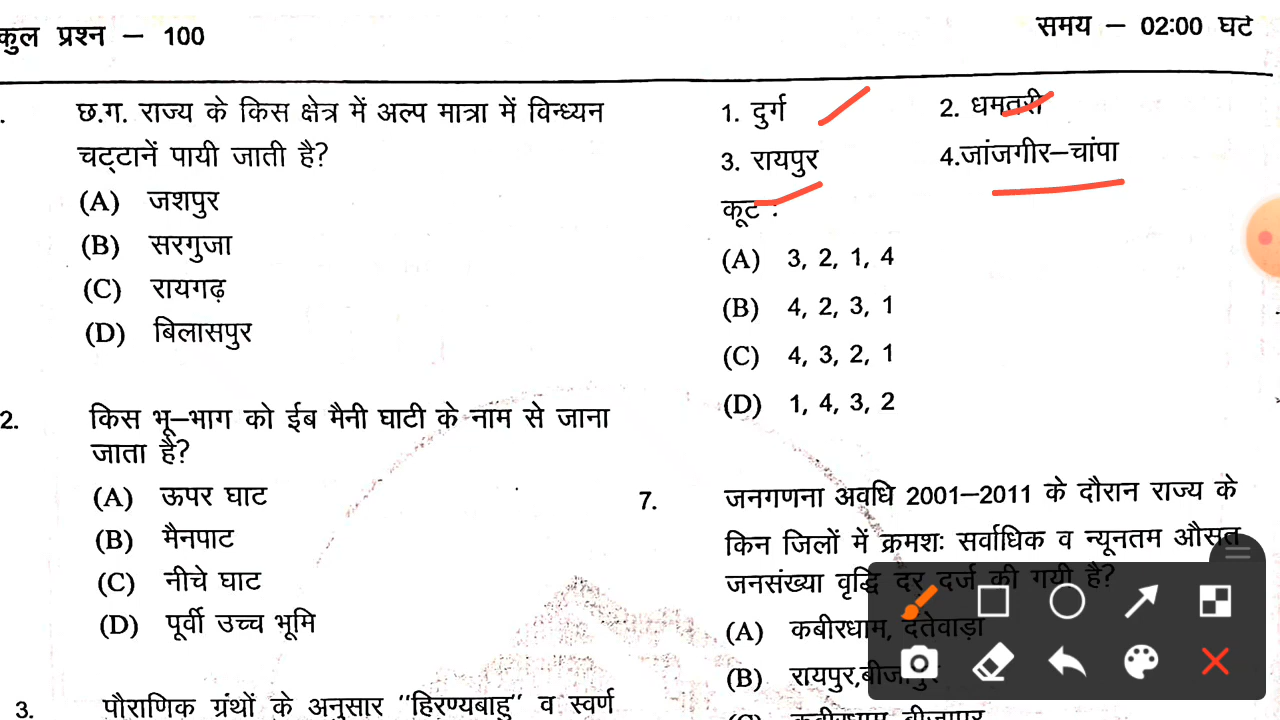 कुल प्रश्न – 100
समय – 02:00 घंटे
छ.ग. राज्य के किस क्षेत्र में अल्प मात्रा में विन्ध्यन
चट्टानें पायी जाती है?
(A) जशपुर
(B) सरगुजा
(C) रायगढ़
(D) बिलासपुर
2. किस भू–भाग को ईब मैनी घाटी के नाम से जाना
जाता है?
(A) ऊपर घाट
(B) मैनपाट
(C) नीचे घाट
(D) पूर्वी उच्च भूमि
3. पौराणिक ग्रंथों के अनुसार "हिरण्यबाहु" व स्वर्ण
1. दुर्ग 2. धमतरी
3. रायपुर 4.जांजगीर–चांपा
कूट :
(A) 3, 2, 1, 4
(B) 4, 2, 3, 1
(C) 4, 3, 2, 1
(D) 1, 4, 3, 2
7. जनगणना अवधि 2001–2011 के दौरान राज्य के
किन जिलों में क्रमशः सर्वाधिक व न्यूनतम औसत
जनसंख्या वृद्धि दर दर्ज की गयी है?
(A) कबीरधाम, दंतेवाड़ा
(B) रायपुर,बीजापुर
(C) कबीरधाम, बीजापुर